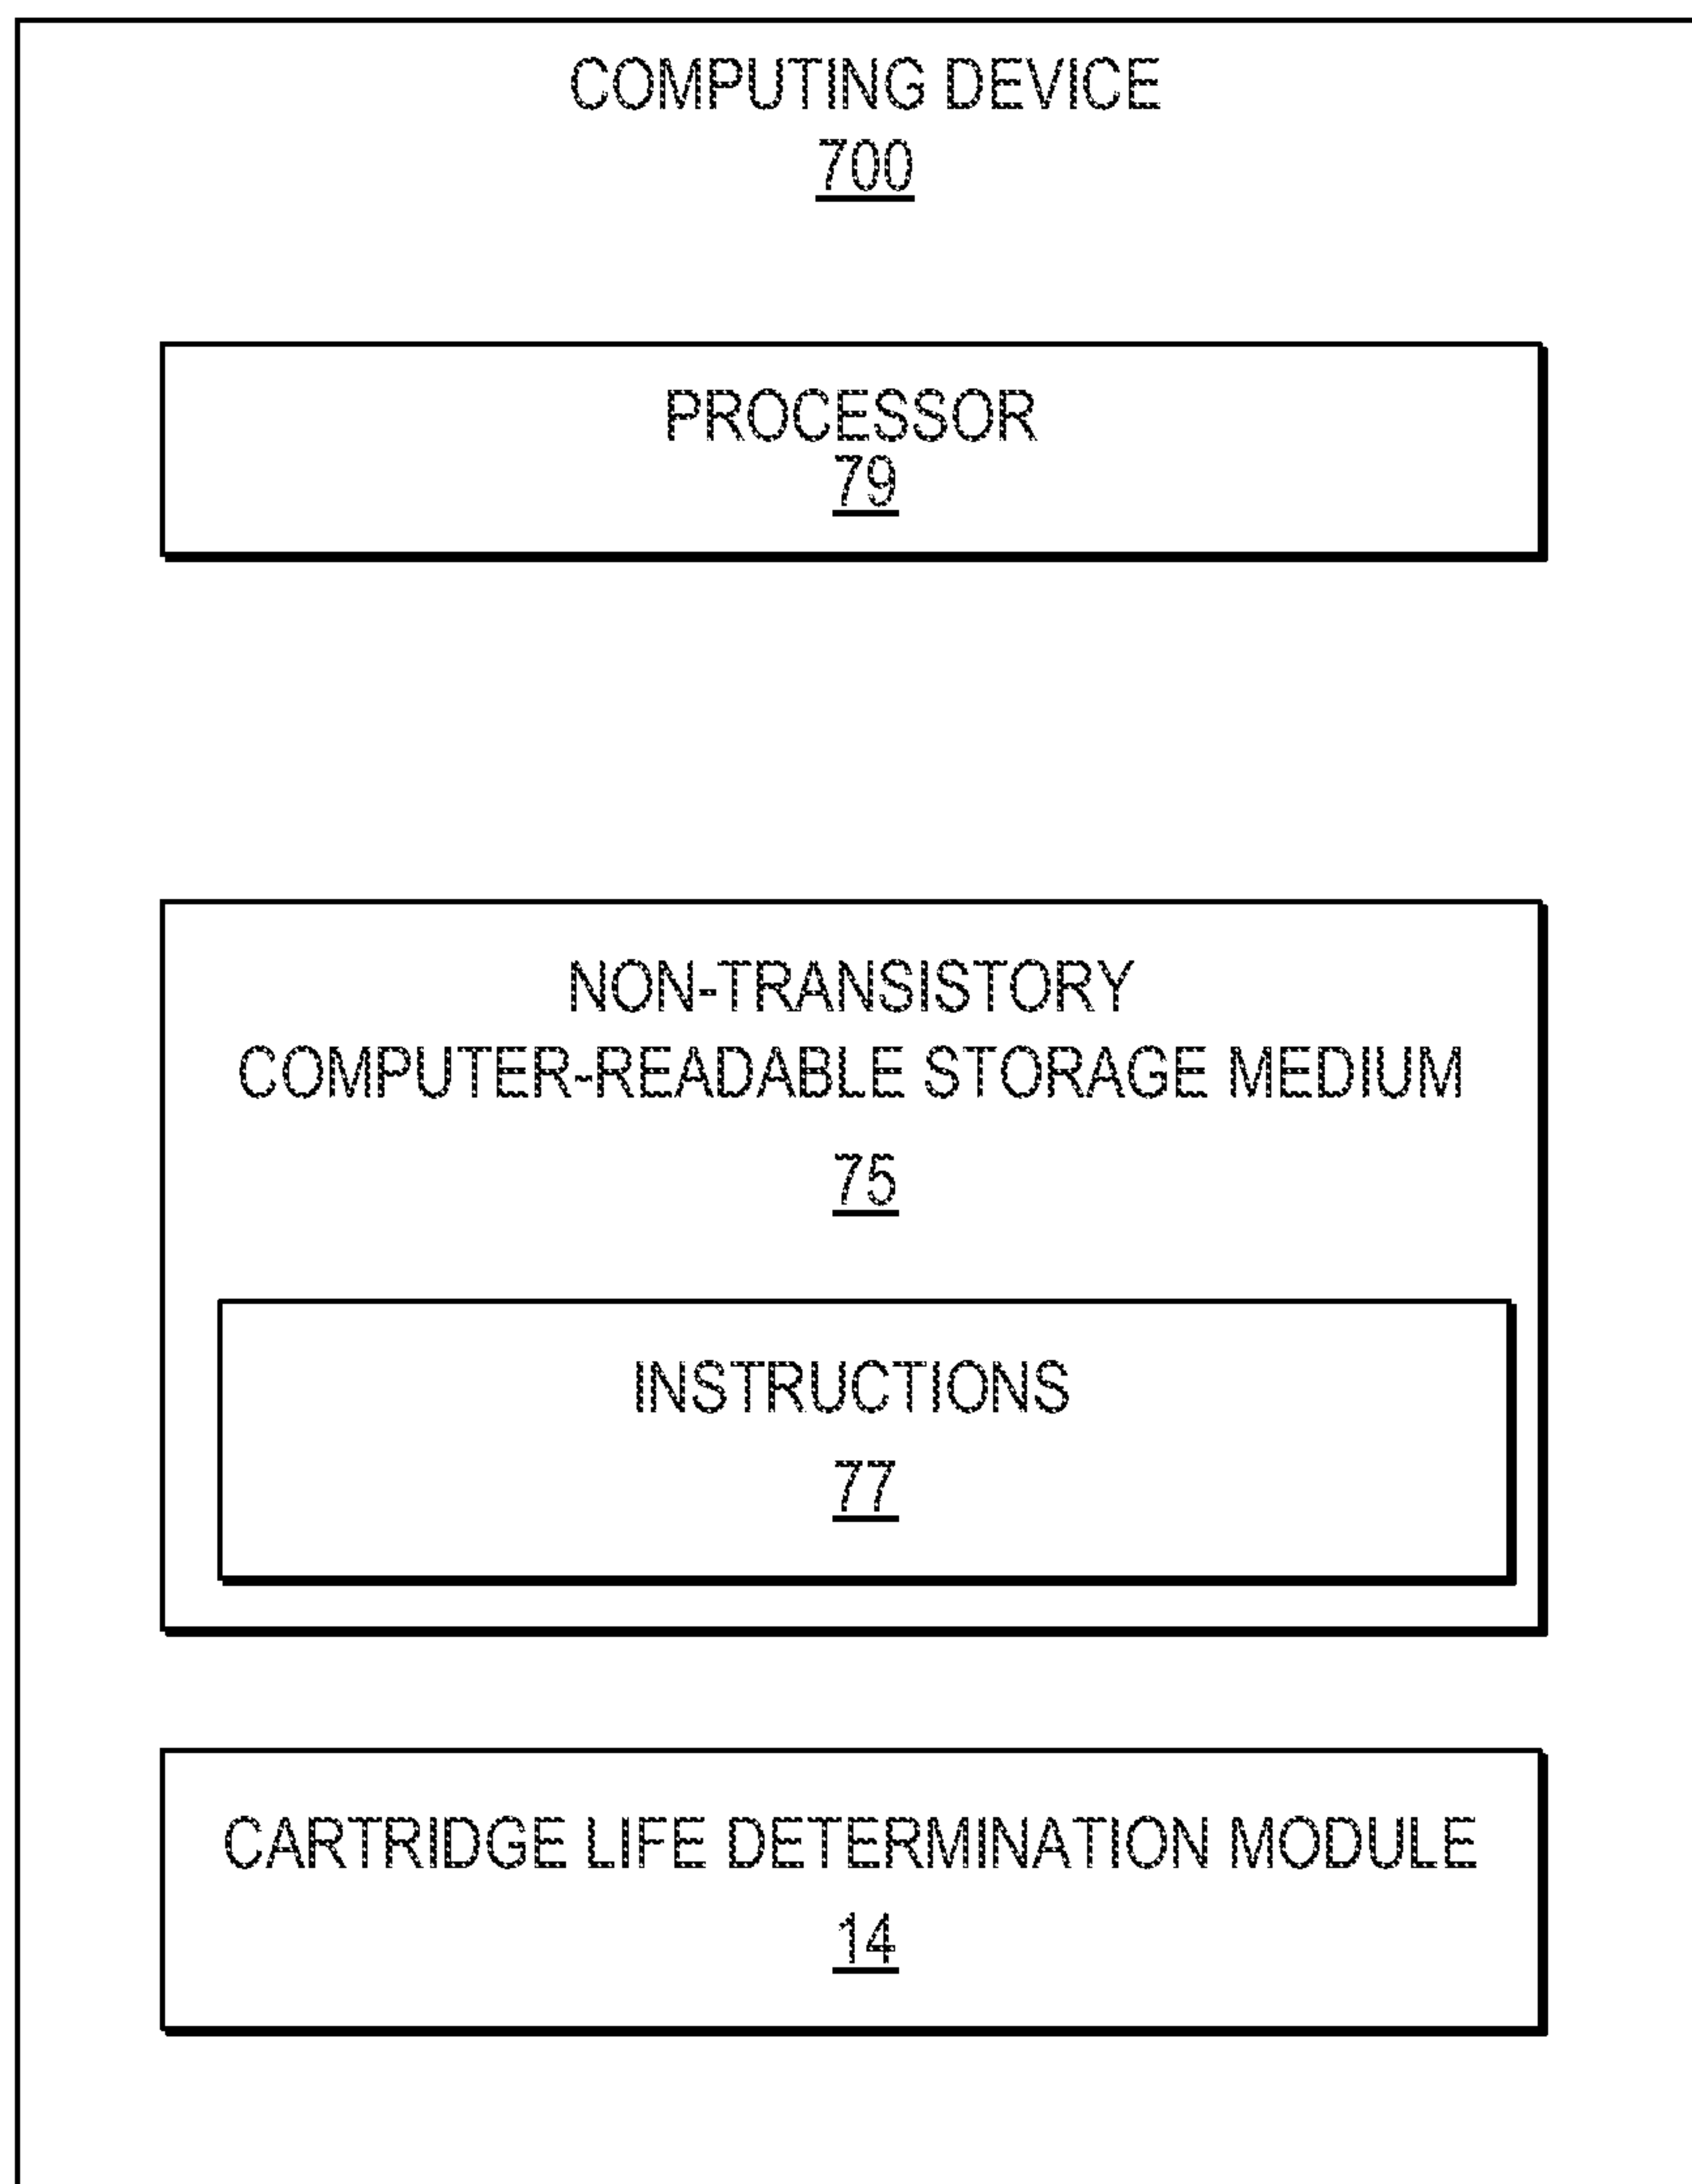 COMPUTING DEVICE
700
PROCESSOR
79
NON-TRANSISTORY
COMPUTER-READABLE STORAGE MEDIUM
75
INSTRUCTIONS
77
CARTRIDGE LIFE DETERMINATION MODULE
14